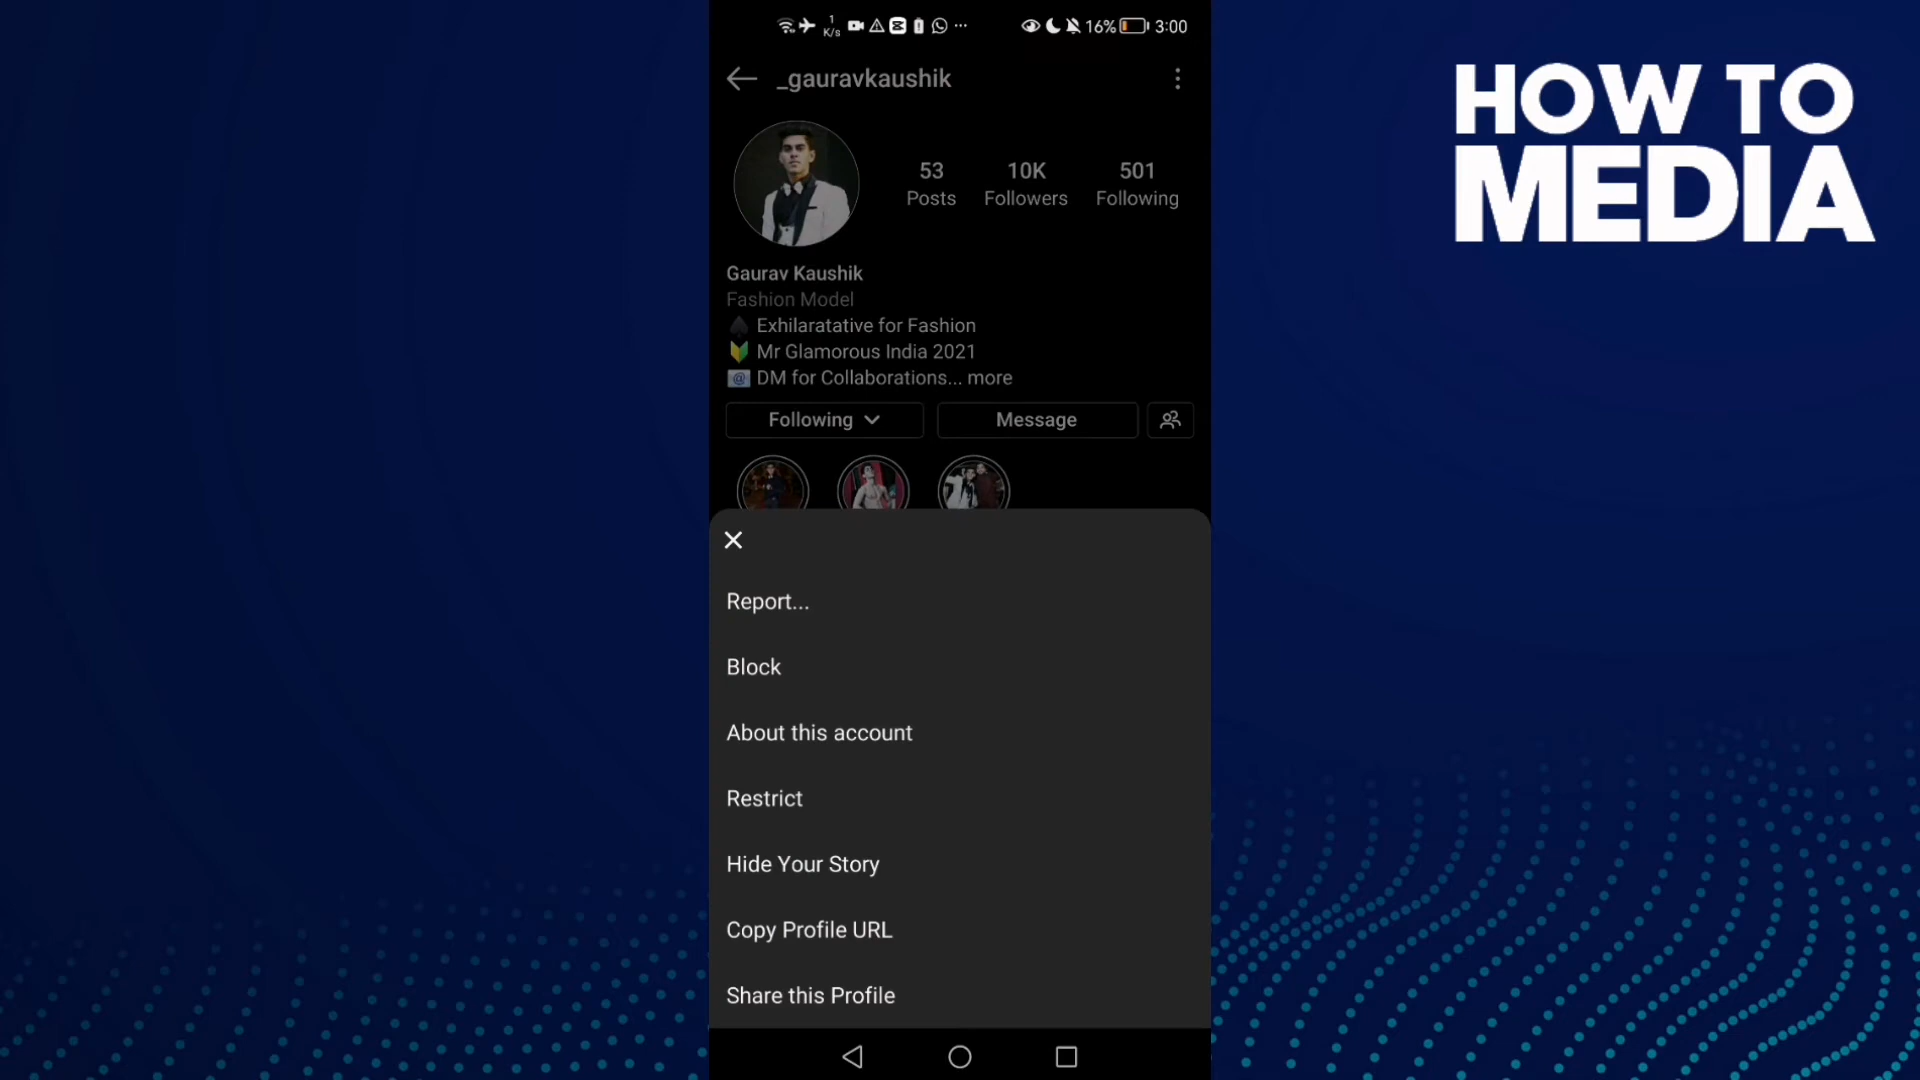 1
K/s
16%
3:00
_gauravkaushik
53
10K
501
Posts
Followers
Following
Gaurav Kaushik
Fashion Model
Exhilaratative for Fashion
Mr Glamorous India 2021
DM for Collaborations... more
Following
Message
Report...
Block
About this account
Restrict
Hide Your Story
Copy Profile URL
Share this Profile
HOW TO
MEDIA